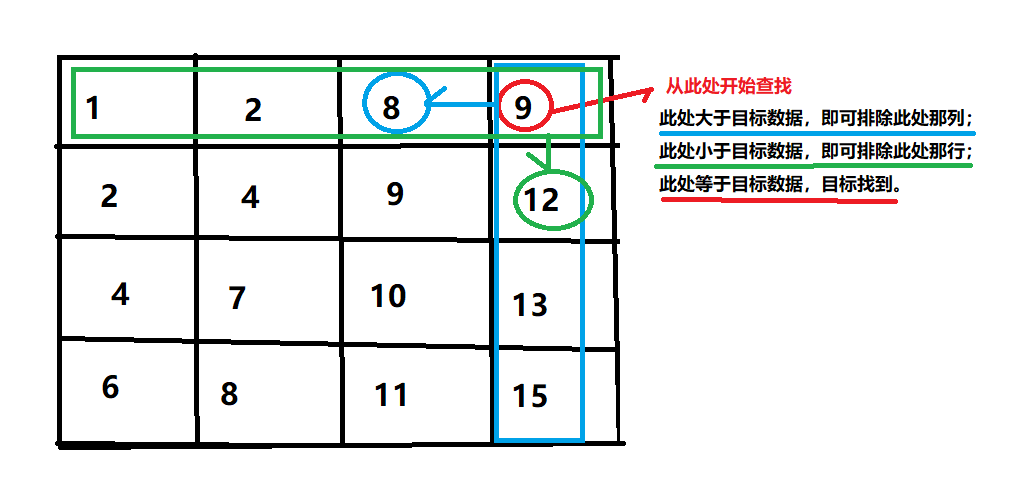 从此处开始查找
此处大于目标数据，即可排除此处那列；
此处小于目标数据，即可排除此处那行；
此处等于目标数据，目标找到。
1 2 8 9
2 4 9 12
4 7 10 13
6 8 11 15